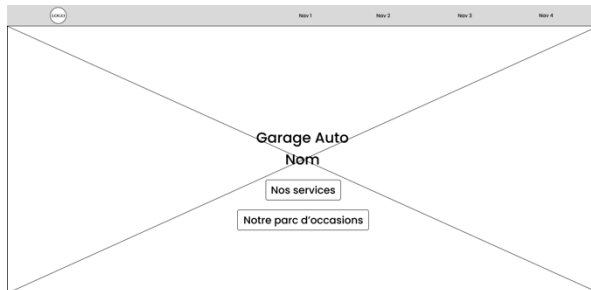 LOGO
Nav 1
Nav 2
Nav 3
Nav 4
Garage Auto
Nom
Nos services
Notre parc d'occasions